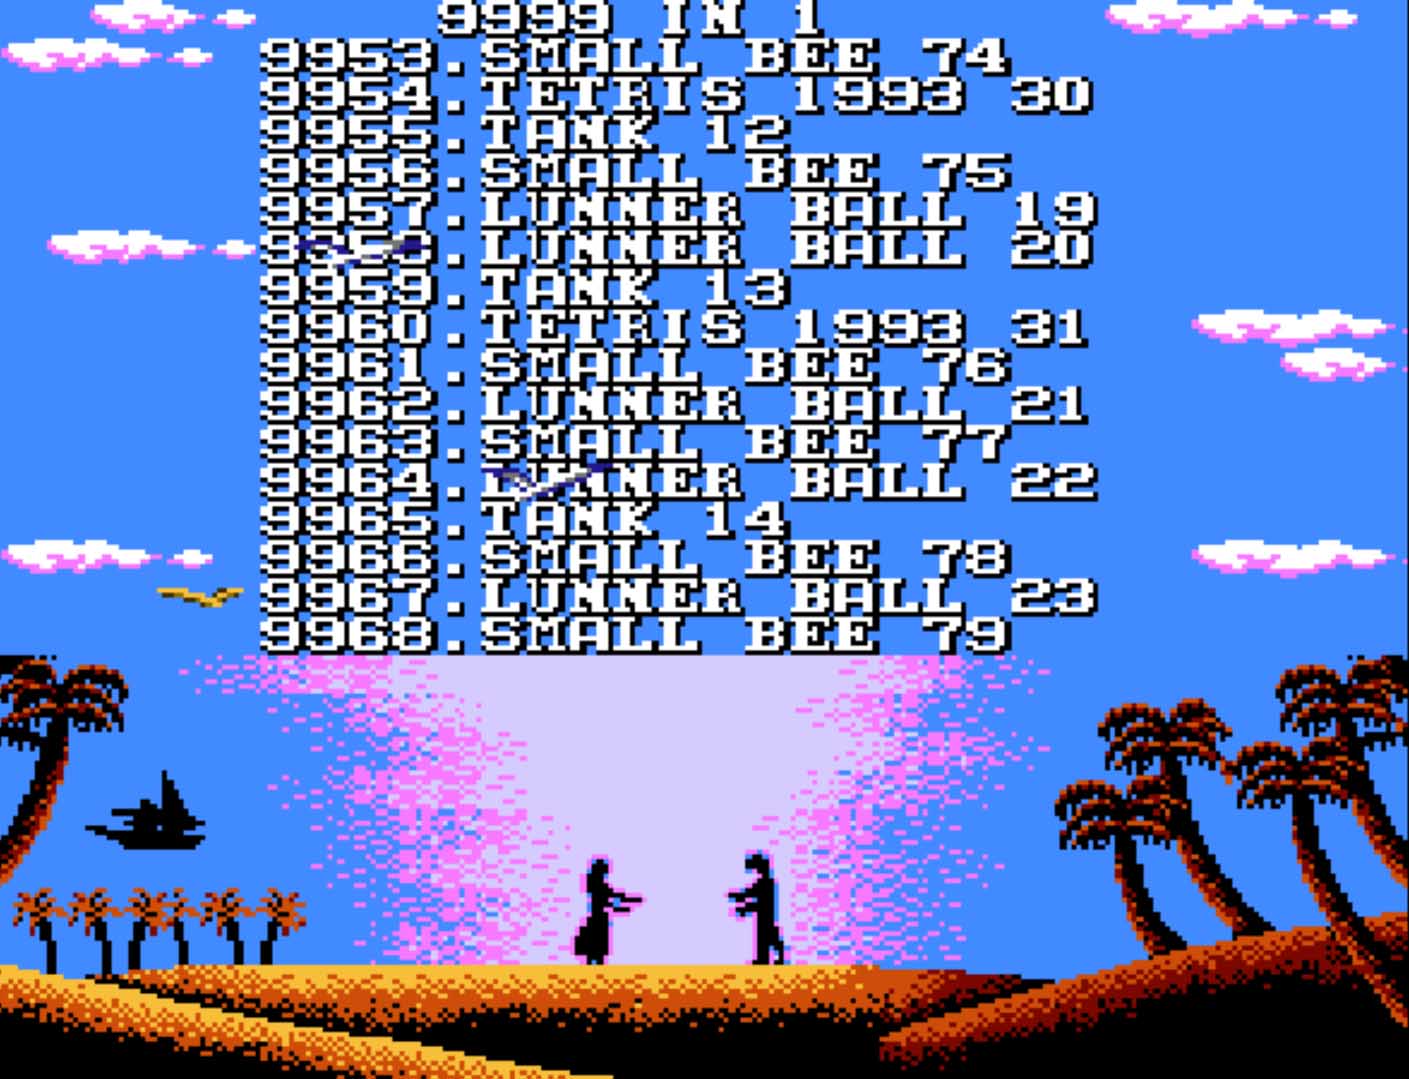 9999 IN 1
9953.SMALL BEE 74
9954.TETRIS 1993 30
9955.TANK 12
9956.SMALL BEE 75
9957.LUNNER BALL 19
9958.LUNNER BALL 20
9959.TANK 13
9960.TETRIS 1993 31
9961.SMALL BEE 76
9962.LUNNER BALL 21
9963.SMALL BEE 77
9964.LUNNER BALL 22
9965.TANK 14
9966.SMALL BEE 78
9967.LUNNER BALL 23
9968.SMALL BEE 79